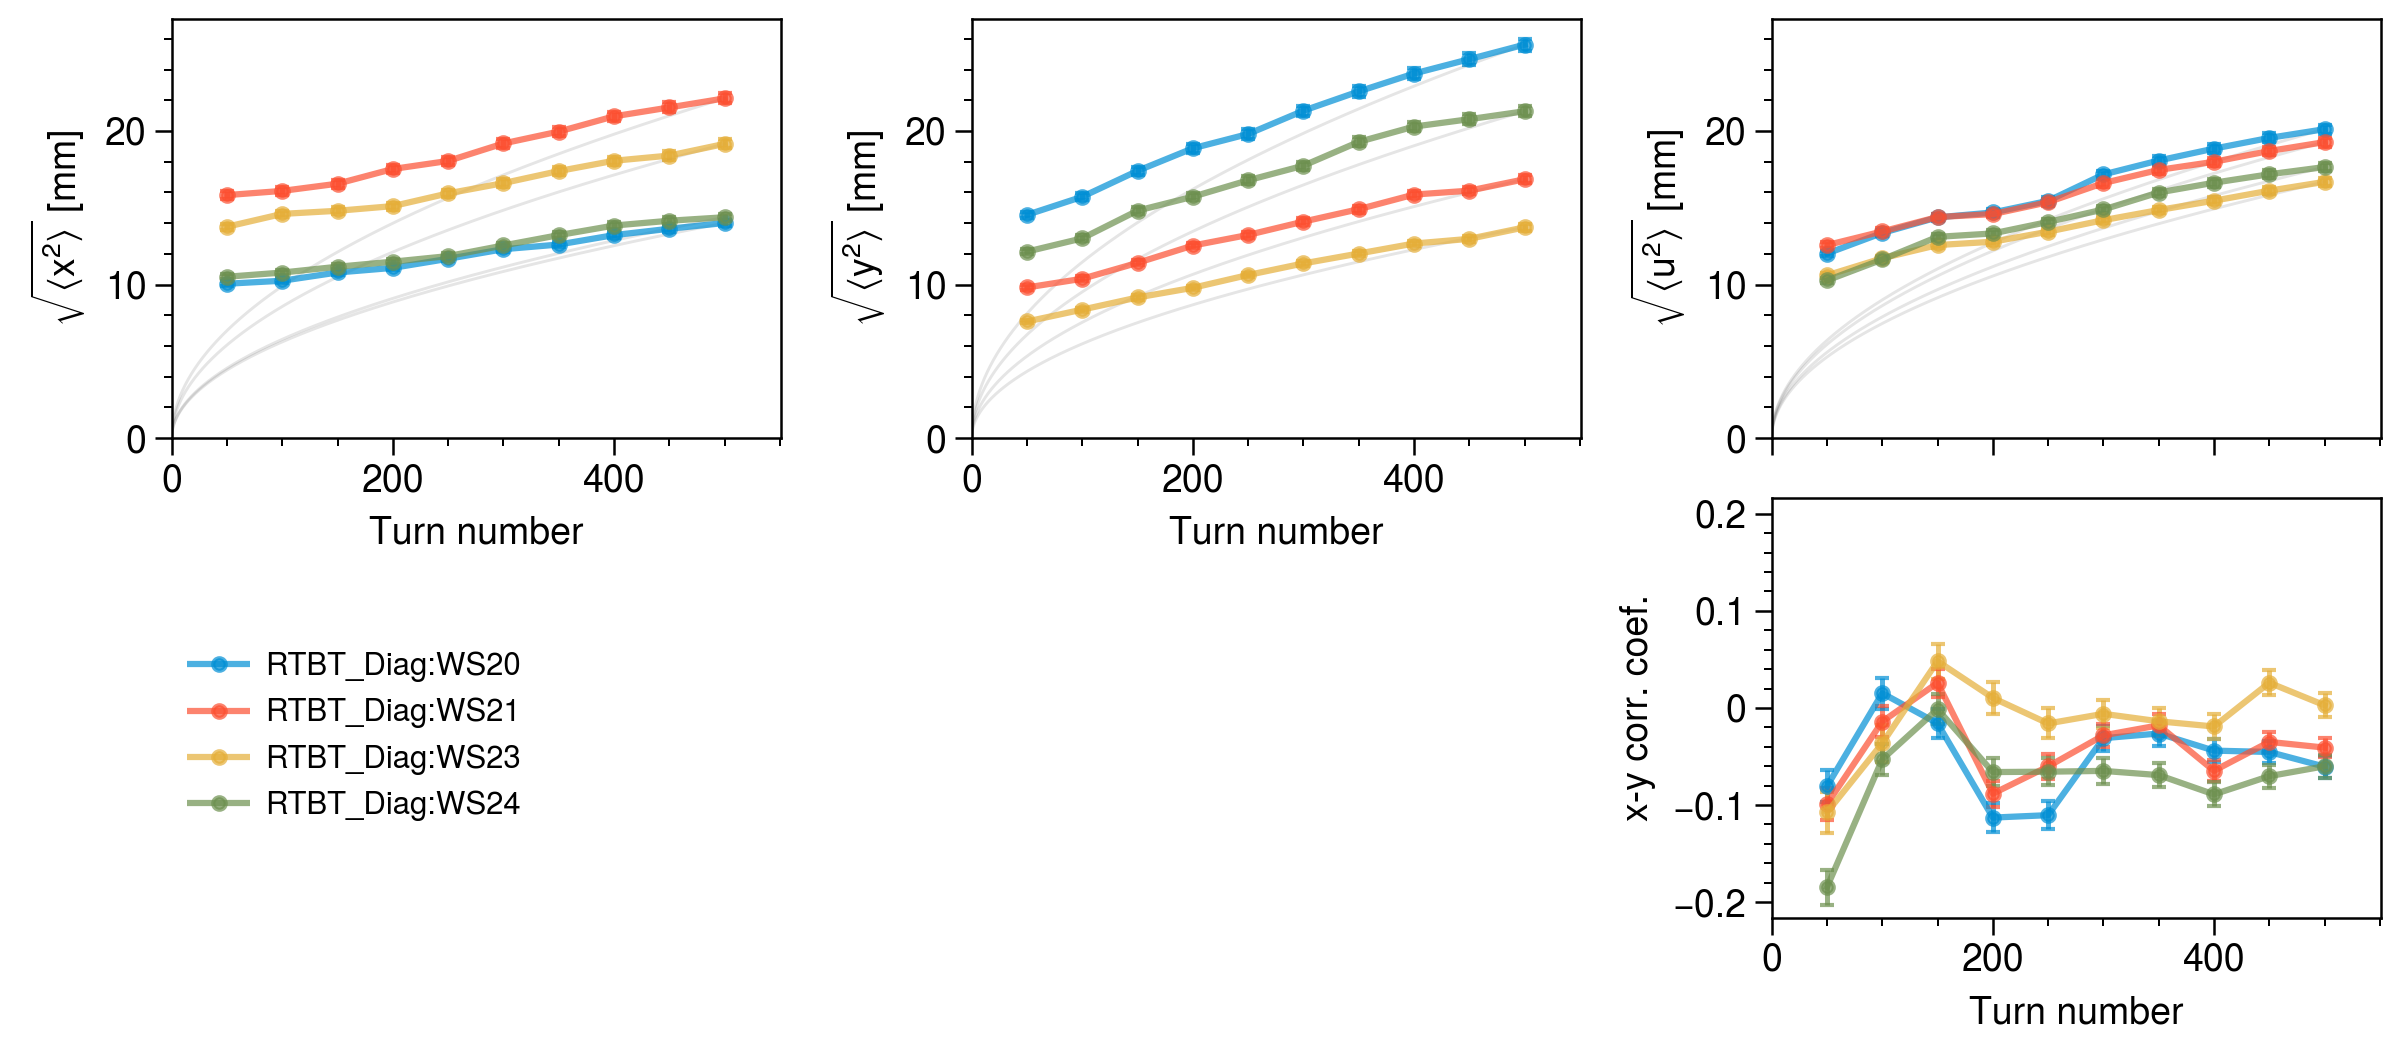 √⟨x²⟩ [mm]
20
10
0
0 200 400
Turn number
√⟨y²⟩ [mm]
20
10
0
0 200 400
Turn number
√⟨u²⟩ [mm]
20
10
0
RTBT_Diag:WS20
RTBT_Diag:WS21
RTBT_Diag:WS23
RTBT_Diag:WS24
x-y corr. coef.
0.2
0.1
0
−0.1
−0.2
0 200 400
Turn number